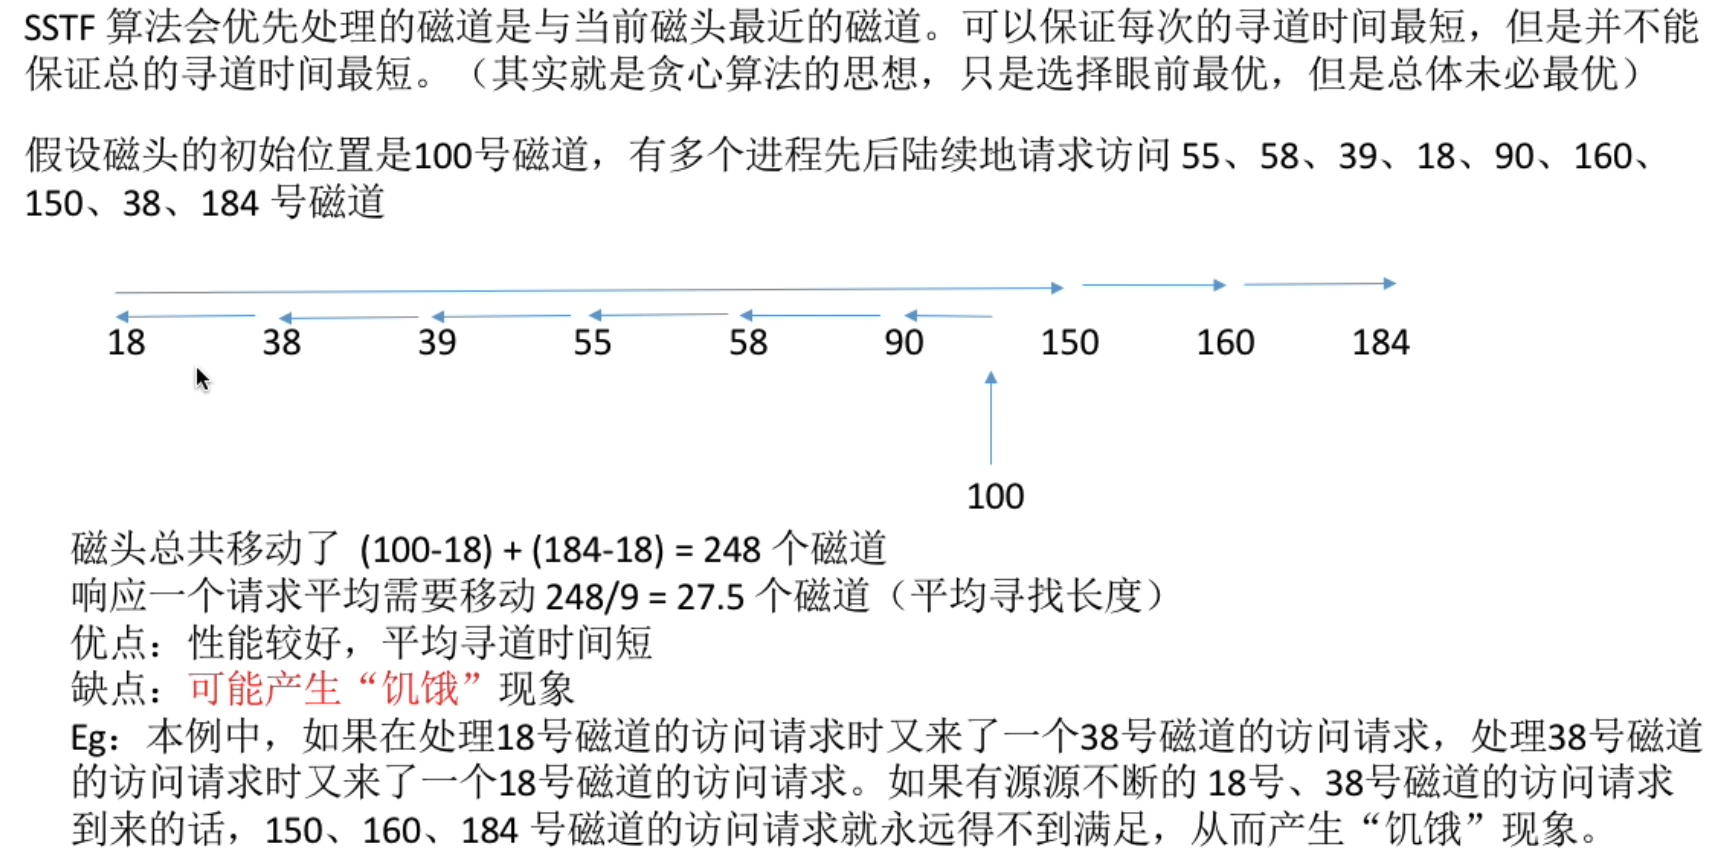 SSTF 算法会优先处理的磁道是与当前磁头最近的磁道。可以保证每次的寻道时间最短，但是并不能
保证总的寻道时间最短。（其实就是贪心算法的思想，只是选择眼前最优，但是总体未必最优）
假设磁头的初始位置是100号磁道，有多个进程先后陆续地请求访问 55、58、39、18、90、160、
150、38、184 号磁道
18 38 39 55 58 90 150 160 184
100
磁头总共移动了 (100-18) + (184-18) = 248 个磁道
响应一个请求平均需要移动 248/9 = 27.5 个磁道（平均寻找长度）
优点：性能较好，平均寻道时间短
缺点：可能产生“饥饿”现象
Eg：本例中，如果在处理18号磁道的访问请求时又来了一个38号磁道的访问请求，处理38号磁道
的访问请求时又来了一个18号磁道的访问请求。如果有源源不断的 18号、38号磁道的访问请求
到来的话，150、160、184 号磁道的访问请求就永远得不到满足，从而产生“饥饿”现象。